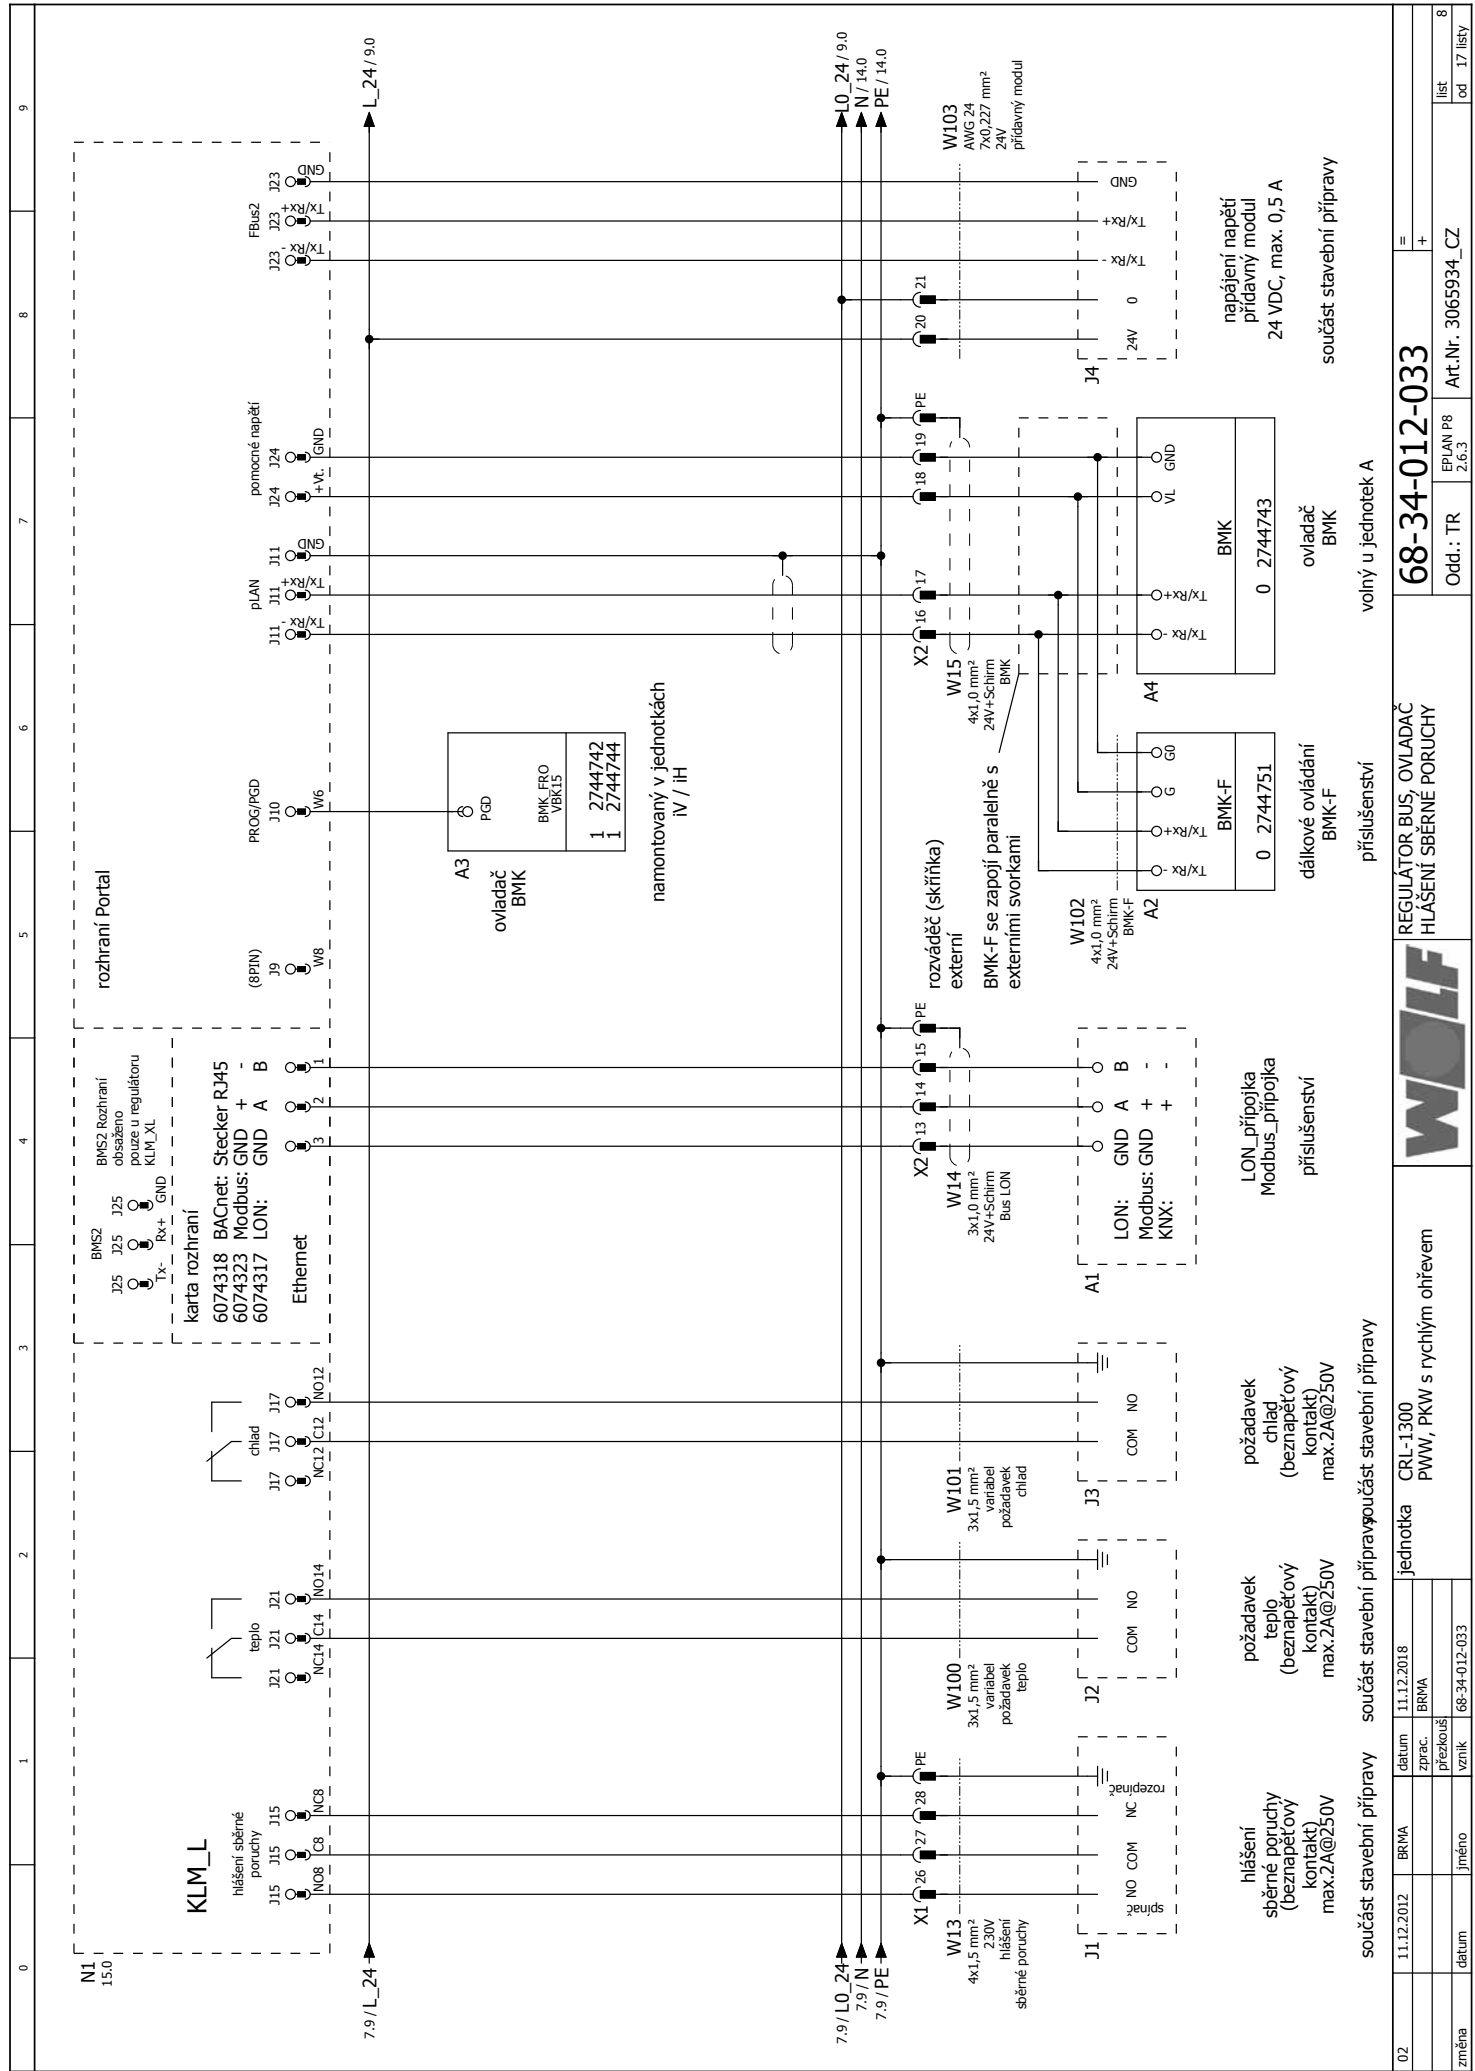 0 1 2 3 4 5 6 7 8 9
N1
15.0
KLM_L
hlášení sběrné
poruchy
J15 J15 J15
NO8 C8 NC8
teplo
J21 J21 J21
NC14 C14 NO14
chlad
J17 J17 J17
NC12 C12 NO12
BMS2
J25 J25 J25
Tx- Rx+ GND
BMS2 Rozhraní
obsaženo
pouze u regulátoru
KLM_XL
karta rozhraní
6074318 BACnet: Stecker RJ45
6074323 Modbus: GND + -
6074317 LON: GND A B
Ethernet
3 2 1
rozhraní Portal
(8PIN)
J9
W8
PROG/PGD
J10
W6
pLAN
J11 J11 J11
Tx/Rx - Tx/Rx+ GND
pomocné napětí
J24 J24
+Vt. GND
FBus2
J23 J23 J23
Tx/Rx - Tx/Rx+ GND
7.9 / L_24
L_24 / 9.0
A3
PGD
BMK_FRO
VBK15
1 2744742
1 2744744
ovladač
BMK
namontovaný v jednotkách
iV / iH
7.9 / L0_24
7.9 / N
7.9 / PE
L0_24 / 9.0
N / 14.0
PE / 14.0
X1 26 27 28 PE
X2 13 14 15 PE
X2 16 17 18 19 PE
20 21
W13
4x1,5 mm²
230V
hlášení
sběrné poruchy
W100
3x1,5 mm²
variabel
požadavek
teplo
W101
3x1,5 mm²
variabel
požadavek
chlad
W14
3x1,0 mm²
24V+Schirm
Bus LON
rozváděč (skříňka)
externí
BMK-F se zapojí paralelně s
externími svorkami
W15
4x1,0 mm²
24V+Schirm
BMK
W103
AWG 24
7x0,227 mm²
24V
přídavný modul
W102
4x1,0 mm²
24V+Schirm
BMK-F
J1
NO COM NC
spínač rozepínač
J2
COM NO
J3
COM NO
A1
LON: GND A B
Modbus: GND + -
KNX: + -
A2
Tx/Rx - Tx/Rx+ G G0
BMK-F
0 2744751
A4
Tx/Rx - Tx/Rx+ VL GND
BMK
0 2744743
J4
24V 0 Tx/Rx - Tx/Rx+ GND
hlášení
sběrné poruchy
(beznapěťový
kontakt)
max.2A@250V
součást stavební přípravy
požadavek
teplo
(beznapěťový
kontakt)
max.2A@250V
součást stavební přípravy
požadavek
chlad
(beznapěťový
kontakt)
max.2A@250V
součást stavební přípravy
LON_přípojka
Modbus_přípojka
příslušenství
dálkové ovládání
BMK-F
příslušenství
ovladač
BMK
volný u jednotek A
napájení napětí
přídavný modul
24 VDC, max. 0,5 A
součást stavební přípravy
02 11.12.2012 BRMA
změna datum jméno
datum 11.12.2018
zprac. BRMA
přezkouš.
vznik 68-34-012-033
jednotka CRL-1300
PWW, PKW s rychlým ohřevem
WOLF
REGULÁTOR BUS, OVLADAČ
HLÁŠENÍ SBĚRNÉ PORUCHY
68-34-012-033
Odd.: TR
EPLAN P8
2.6.3
Art.Nr. 3065934_CZ
=
+
list 8
od 17 listy